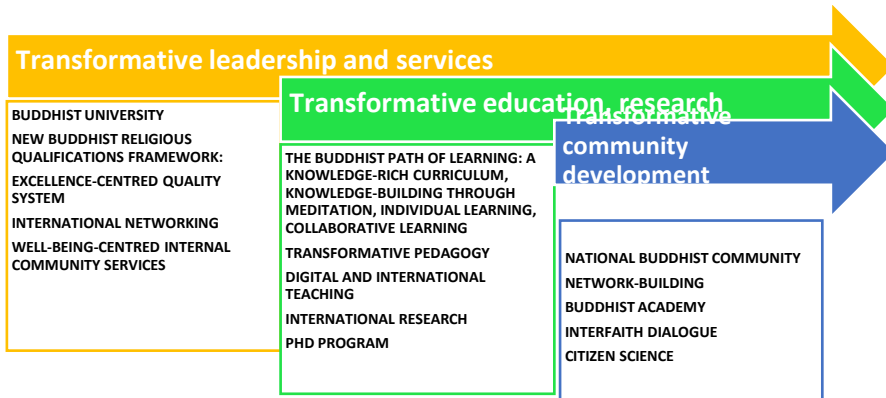 Transformative leadership and services
BUDDHIST UNIVERSITY
NEW BUDDHIST RELIGIOUS
QUALIFICATIONS FRAMEWORK:
EXCELLENCE-CENTRED QUALITY
SYSTEM
INTERNATIONAL NETWORKING
WELL-BEING-CENTRED INTERNAL
COMMUNITY SERVICES
Transformative education, research
THE BUDDHIST PATH OF LEARNING: A
KNOWLEDGE-RICH CURRICULUM,
KNOWLEDGE-BUILDING THROUGH
MEDITATION, INDIVIDUAL LEARNING,
COLLABORATIVE LEARNING
TRANSFORMATIVE PEDAGOGY
DIGITAL AND INTERNATIONAL
TEACHING
INTERNATIONAL RESEARCH
PHD PROGRAM
Transformative
community
development
NATIONAL BUDDHIST COMMUNITY
NETWORK-BUILDING
BUDDHIST ACADEMY
INTERFAITH DIALOGUE
CITIZEN SCIENCE